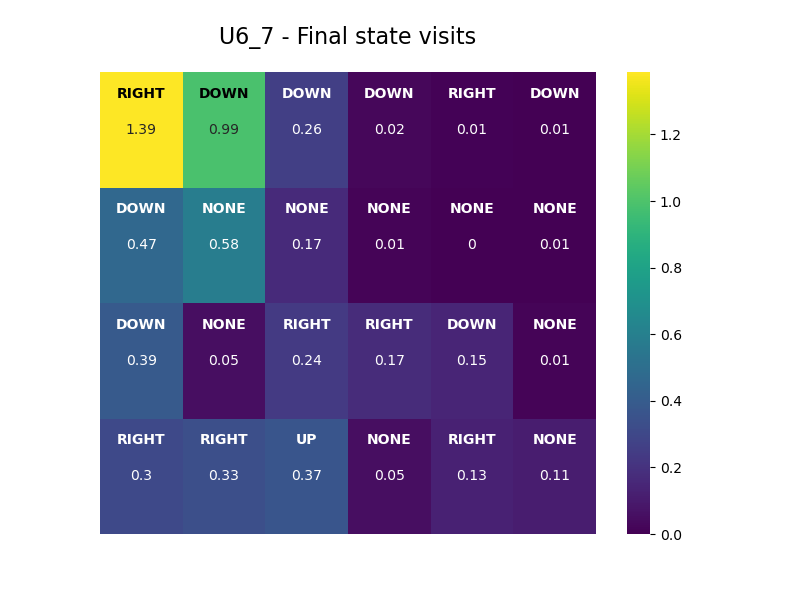 U6_7 - Final state visits
RIGHT DOWN DOWN DOWN RIGHT DOWN
1.39 0.99 0.26 0.02 0.01 0.01
DOWN NONE NONE NONE NONE NONE
0.47 0.58 0.17 0.01 0 0.01
DOWN NONE RIGHT RIGHT DOWN NONE
0.39 0.05 0.24 0.17 0.15 0.01
RIGHT RIGHT UP NONE RIGHT NONE
0.3 0.33 0.37 0.05 0.13 0.11
1.2
1.0
0.8
0.6
0.4
0.2
0.0